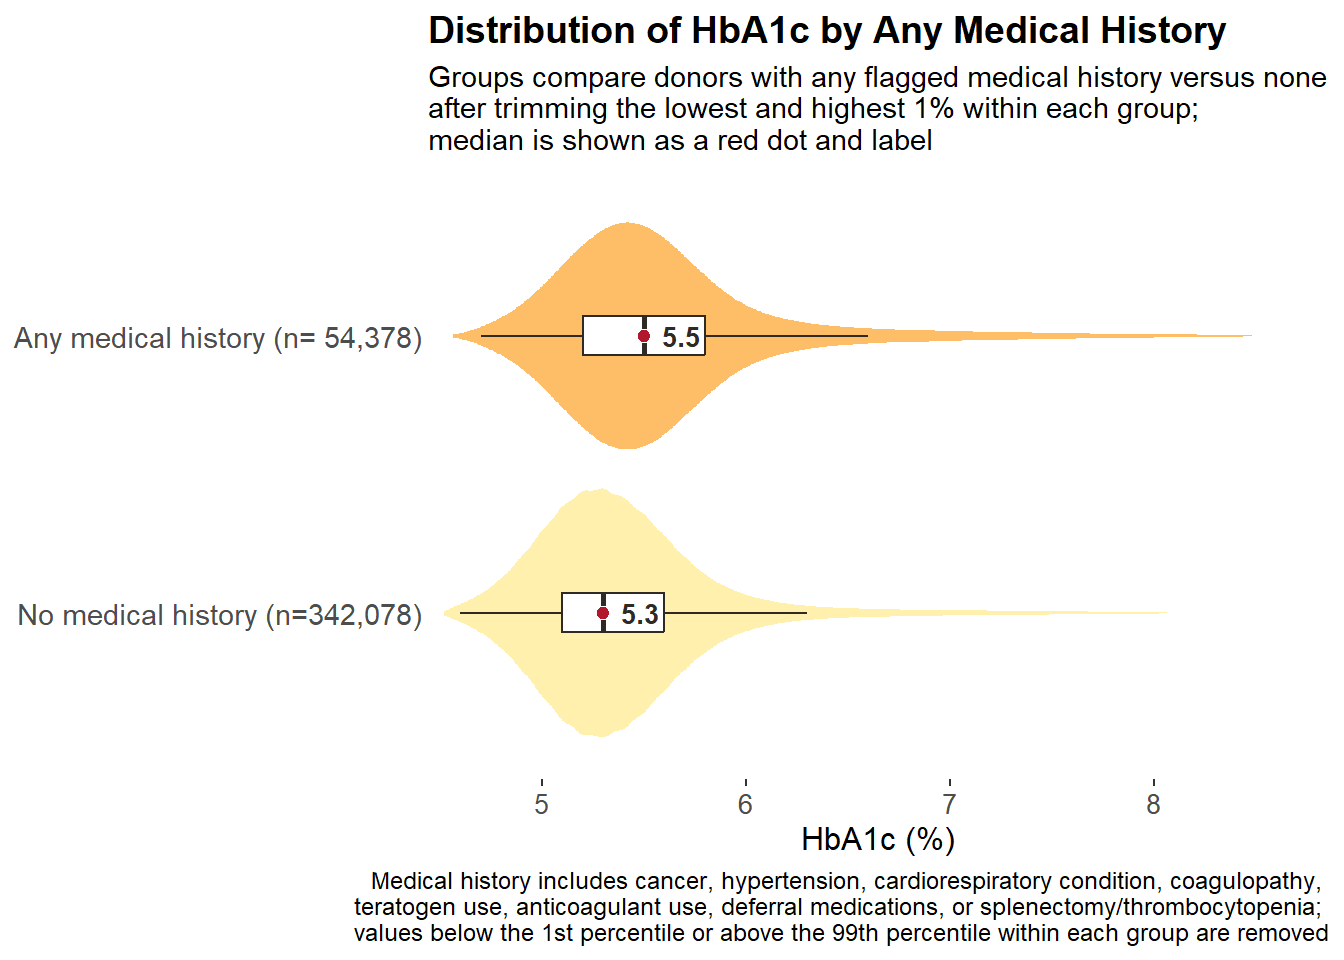 Distribution of HbA1c by Any Medical History
Groups compare donors with any flagged medical history versus none
after trimming the lowest and highest 1% within each group;
median is shown as a red dot and label
Any medical history (n= 54,378)
5.5
No medical history (n=342,078)
5.3
5 6 7 8
HbA1c (%)
Medical history includes cancer, hypertension, cardiorespiratory condition, coagulopathy,
teratogen use, anticoagulant use, deferral medications, or splenectomy/thrombocytopenia;
values below the 1st percentile or above the 99th percentile within each group are removed